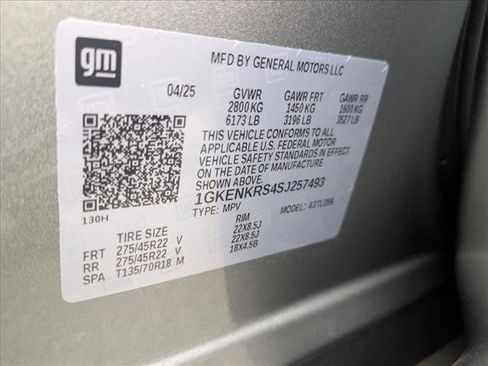 gm
MFD BY GENERAL MOTORS LLC
04/25 GVWR GAWR FRT GAWR RR
2800 KG 1450 KG 1600 KG
6173 LB 3196 LB 3527 LB
THIS VEHICLE CONFORMS TO ALL
APPLICABLE U.S. FEDERAL MOTOR
VEHICLE SAFETY STANDARDS IN EFFECT
ON THE DATE OF MANUFACTURE
SHOWN ABOVE.
1GKENKRS4SJ257493
TYPE: MPV MODEL: 4JTL056
130H
TIRE SIZE RIM
FRT 275/45R22 V 22X8.5J
RR 275/45R22 V 22X8.5J
SPA T135/70R18 M 18X4.5B